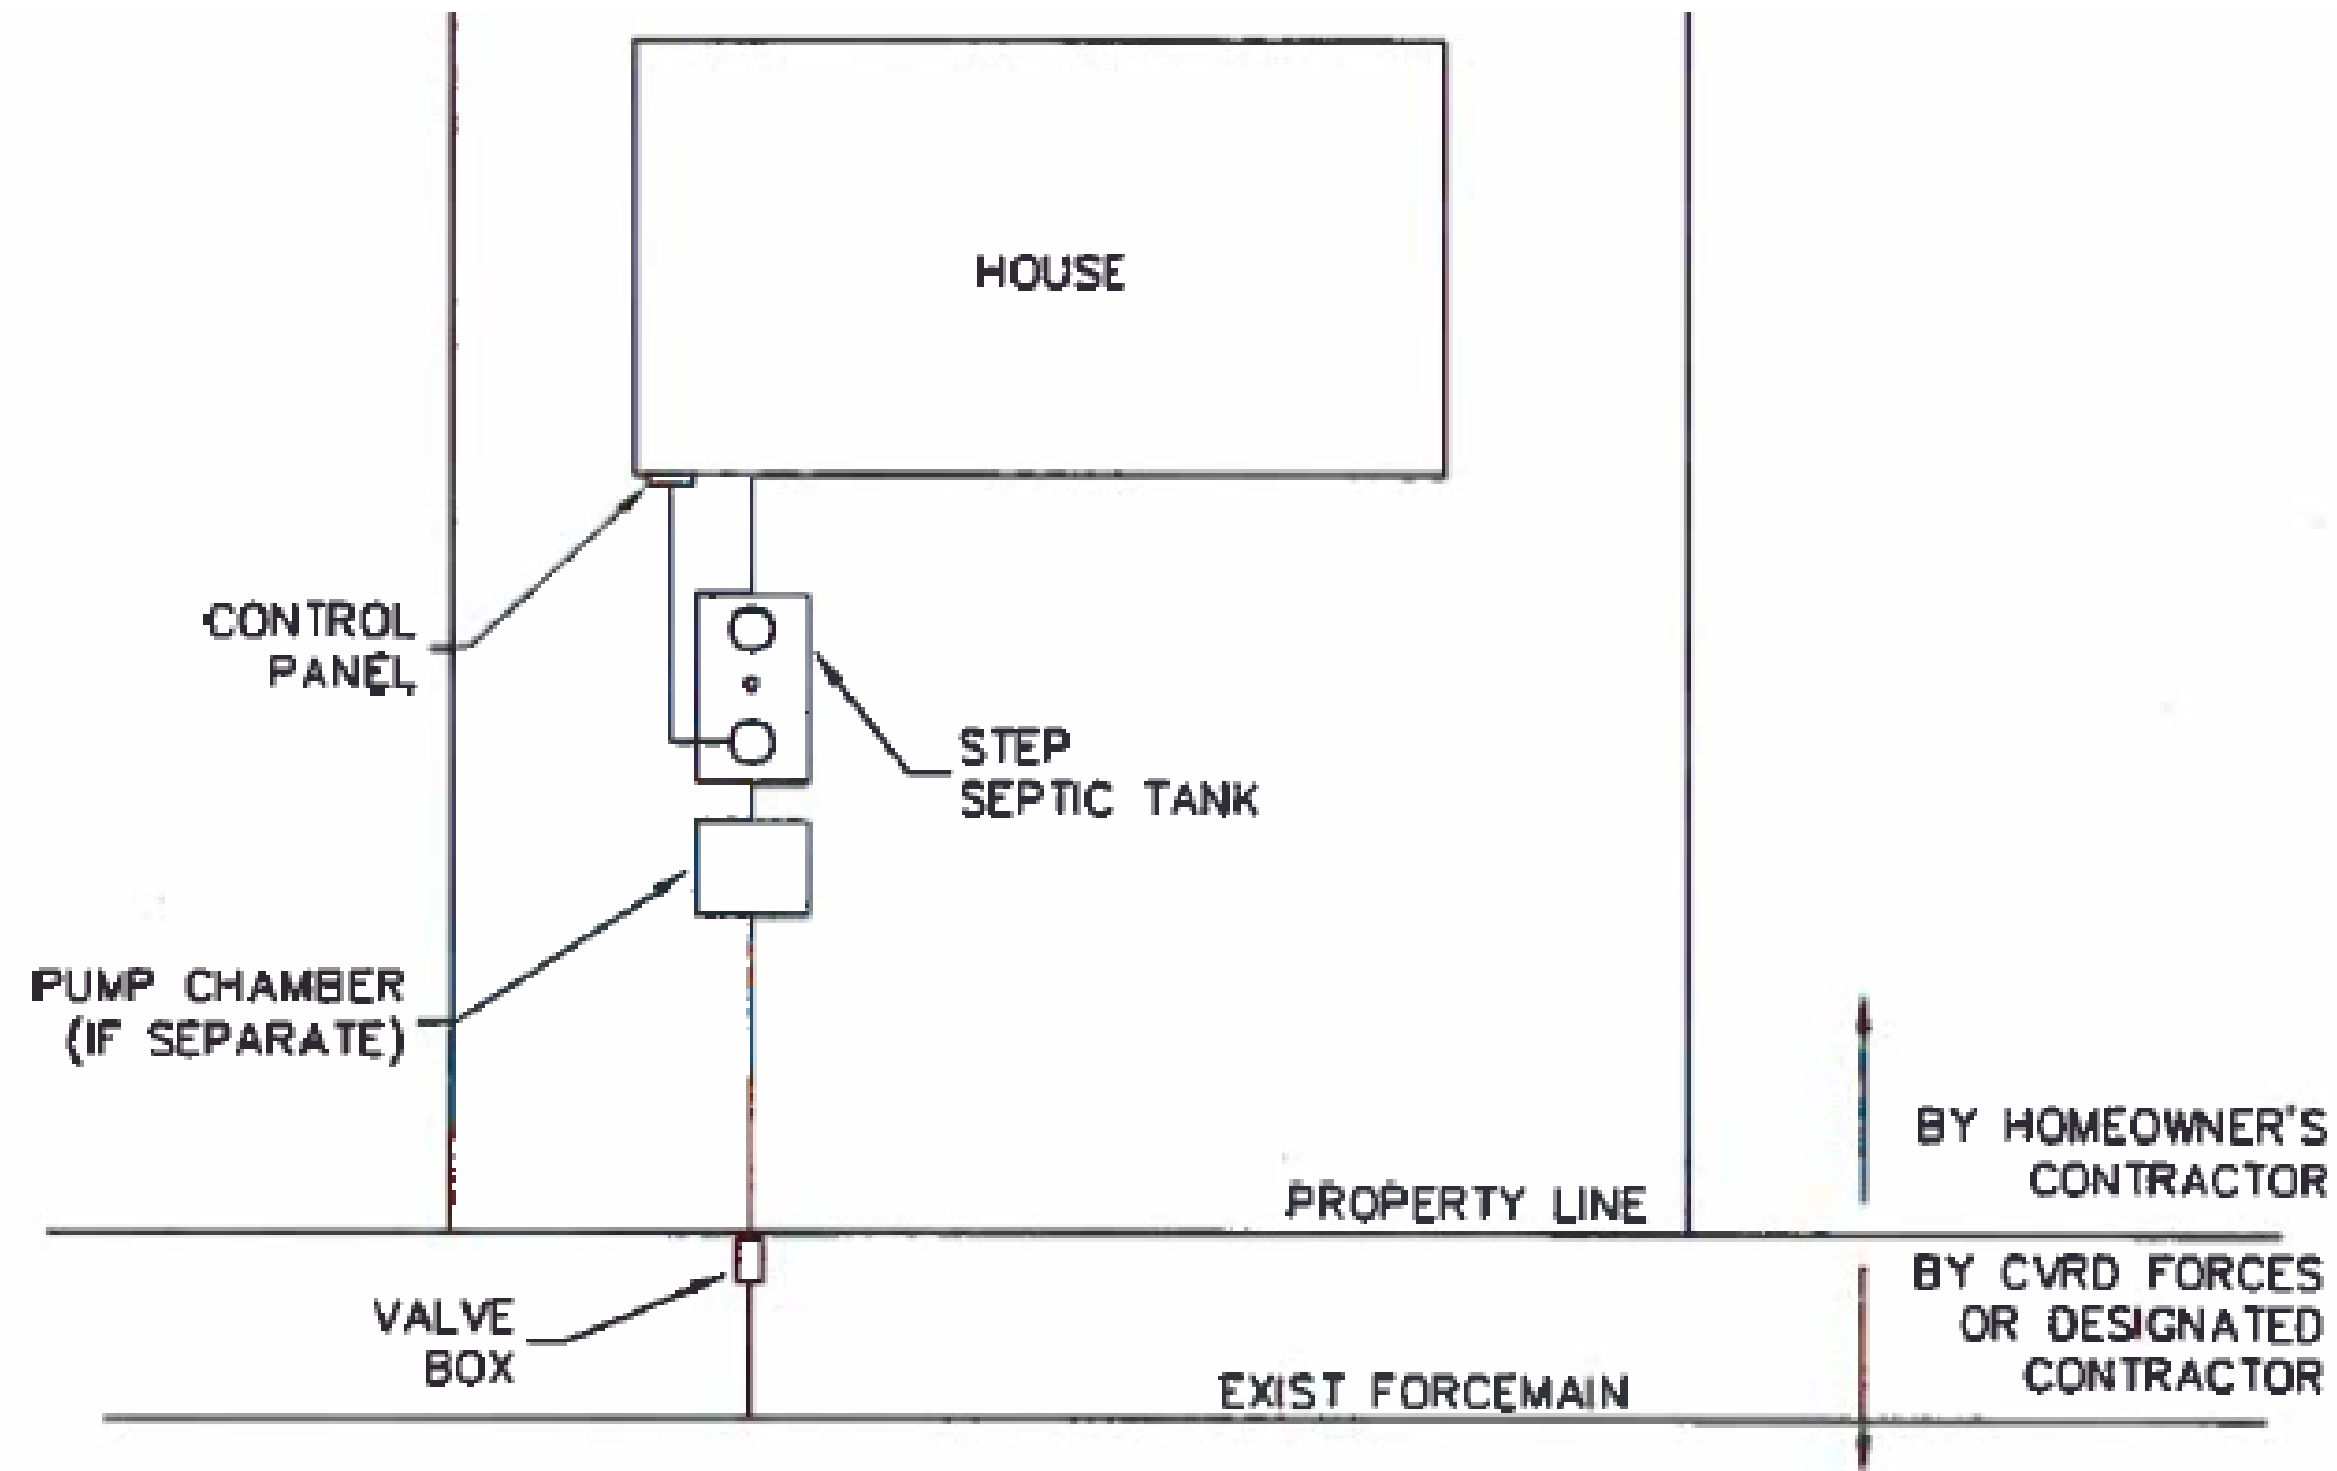 HOUSE
CONTROL
PANEL
STEP
SEPTIC TANK
PUMP CHAMBER
(IF SEPARATE)
BY HOMEOWNER'S
CONTRACTOR
PROPERTY LINE
BY CVRD FORCES
OR DESIGNATED
CONTRACTOR
VALVE
BOX
EXIST FORCEMAIN